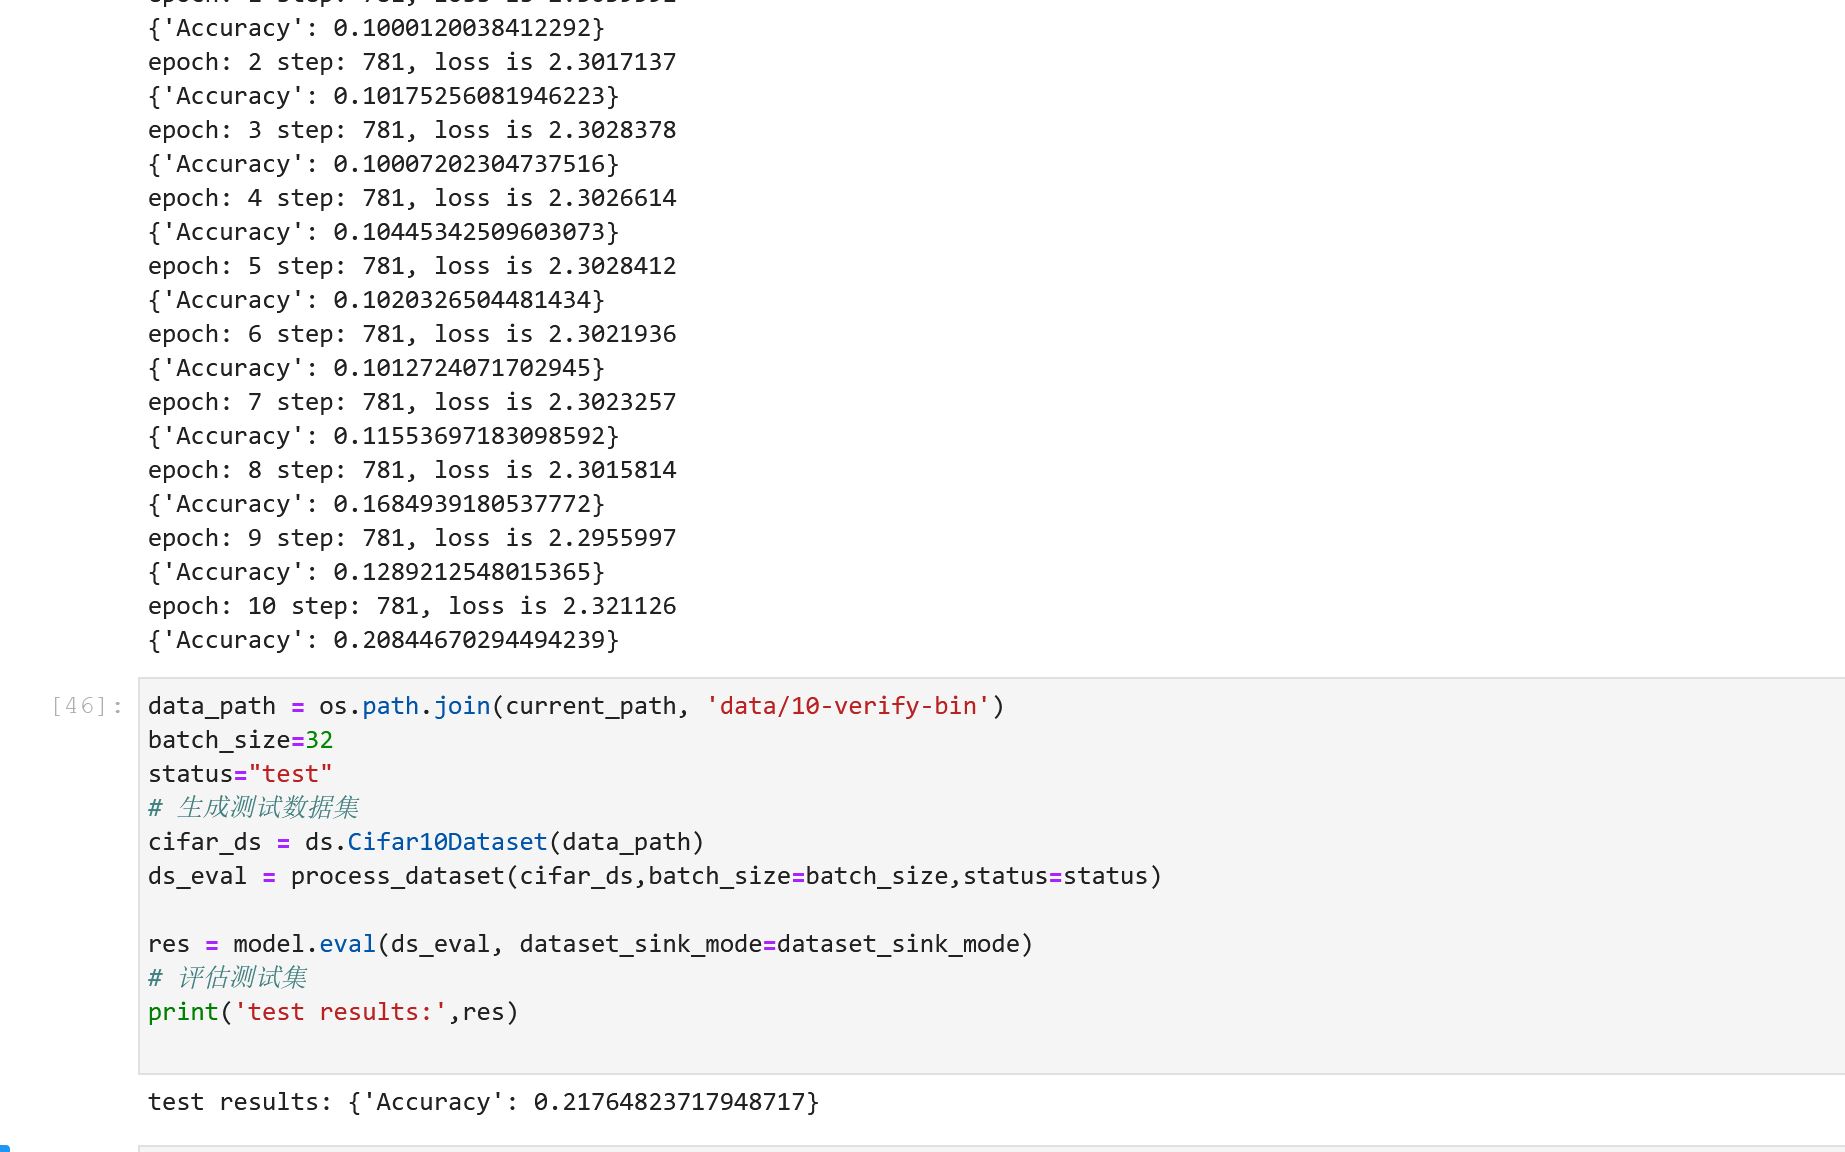 {'Accuracy': 0.1000120038412292}
epoch: 2 step: 781, loss is 2.3017137
{'Accuracy': 0.10175256081946223}
epoch: 3 step: 781, loss is 2.3028378
{'Accuracy': 0.10007202304737516}
epoch: 4 step: 781, loss is 2.3026614
{'Accuracy': 0.10445342509603073}
epoch: 5 step: 781, loss is 2.3028412
{'Accuracy': 0.1020326504481434}
epoch: 6 step: 781, loss is 2.3021936
{'Accuracy': 0.1012724071702945}
epoch: 7 step: 781, loss is 2.3023257
{'Accuracy': 0.11553697183098592}
epoch: 8 step: 781, loss is 2.3015814
{'Accuracy': 0.1684939180537772}
epoch: 9 step: 781, loss is 2.2955997
{'Accuracy': 0.1289212548015365}
epoch: 10 step: 781, loss is 2.321126
{'Accuracy': 0.20844670294494239}
[46]: data_path = os.path.join(current_path, 'data/10-verify-bin')
batch_size=32
status="test"
# 生成测试数据集
cifar_ds = ds.Cifar10Dataset(data_path)
ds_eval = process_dataset(cifar_ds,batch_size=batch_size,status=status)
res = model.eval(ds_eval, dataset_sink_mode=dataset_sink_mode)
# 评估测试集
print('test results:',res)
test results: {'Accuracy': 0.21764823717948717}